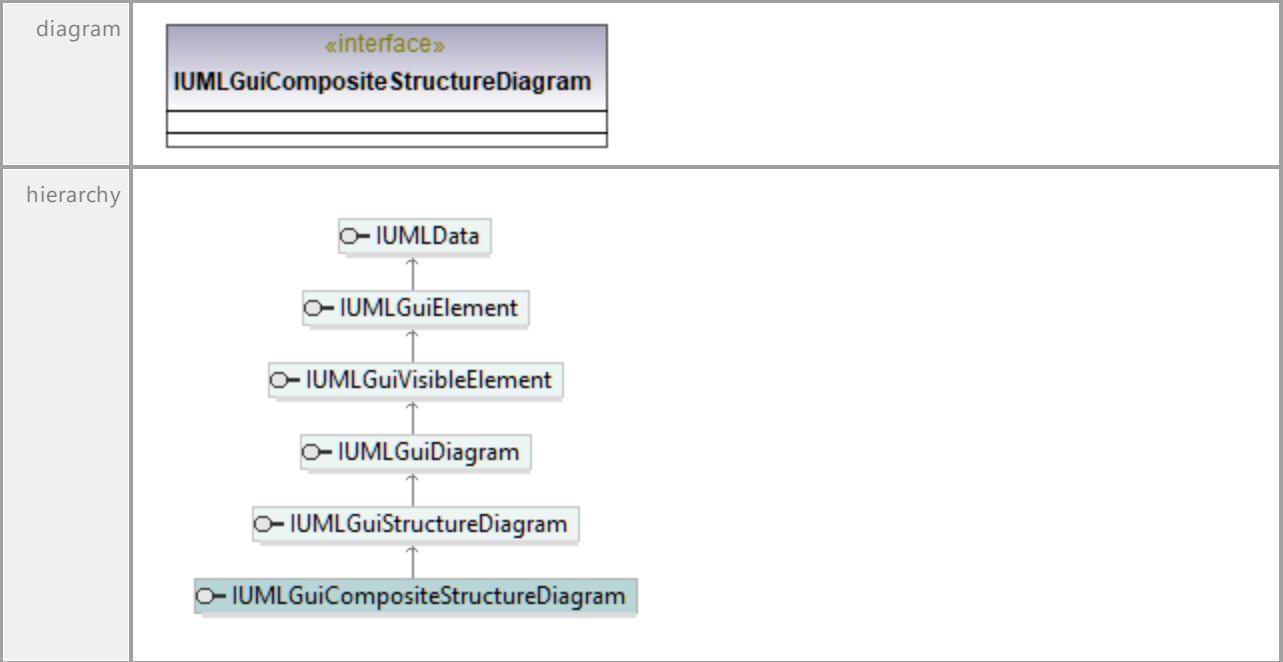 diagram
«interface»
IUMLGuiCompositeStructureDiagram
hierarchy
IUMLData
IUMLGuiElement
IUMLGuiVisibleElement
IUMLGuiDiagram
IUMLGuiStructureDiagram
IUMLGuiCompositeStructureDiagram